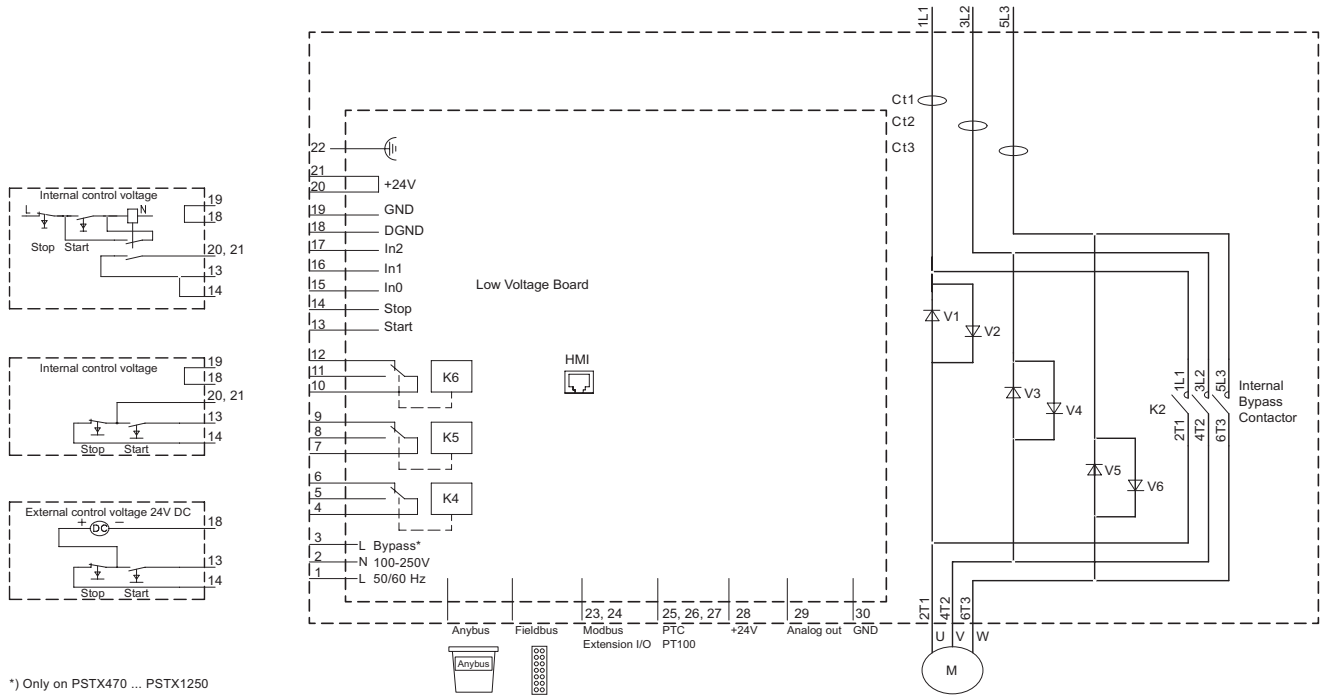 1L1
3L2
5L3
Ct1
Ct2
Ct3
22
21
20
+24V
19
GND
18
DGND
17
In2
16
In1
15
In0
14
Stop
13
Start
Low Voltage Board
HMI
12
11
10
K6
9
8
7
K5
6
5
4
K4
3
L Bypass*
2
N 100-250V
1
L 50/60 Hz
Internal control voltage
L
N
Stop
Start
19
18
20, 21
13
14
Internal control voltage
19
18
20, 21
13
14
Stop
Start
External control voltage 24V DC
+
DC
−
18
13
14
Stop
Start
V1
V2
V3
V4
V5
V6
K2
1L1
3L2
5L3
2T1
4T2
6T3
Internal
Bypass
Contactor
Anybus
Fieldbus
23, 24
Modbus
Extension I/O
25, 26, 27
PTC
PT100
28
+24V
29
Analog out
30
GND
Anybus
2T1
4T2
6T3
U
V
W
M
*) Only on PSTX470 ... PSTX1250